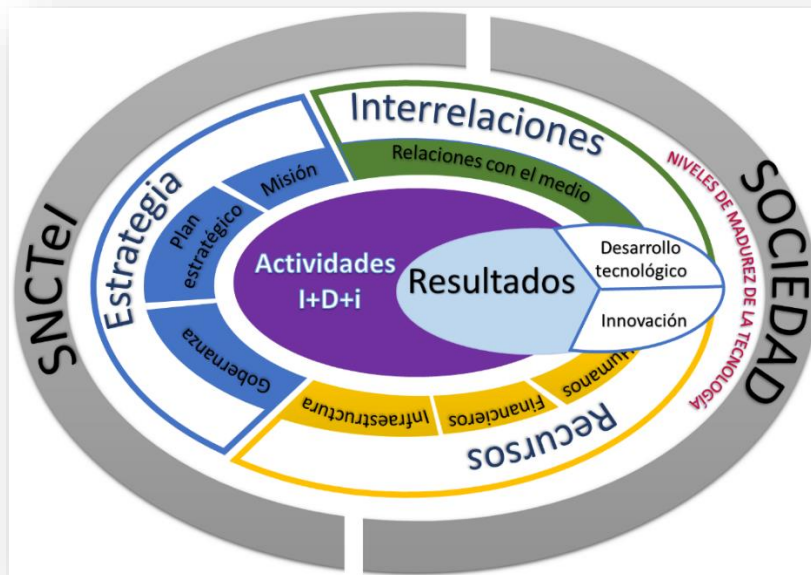 SNCTeI
Estrategia
Misión
Plan
estratégico
Gobernanza
Interrelaciones
Relaciones con el medio
Actividades
I+D+i
Resultados
Desarrollo
tecnológico
Innovación
Infraestructura
Financieros
Humanos
Recursos
NIVELES DE MADUREZ DE LA TECNOLOGÍA
SOCIEDAD